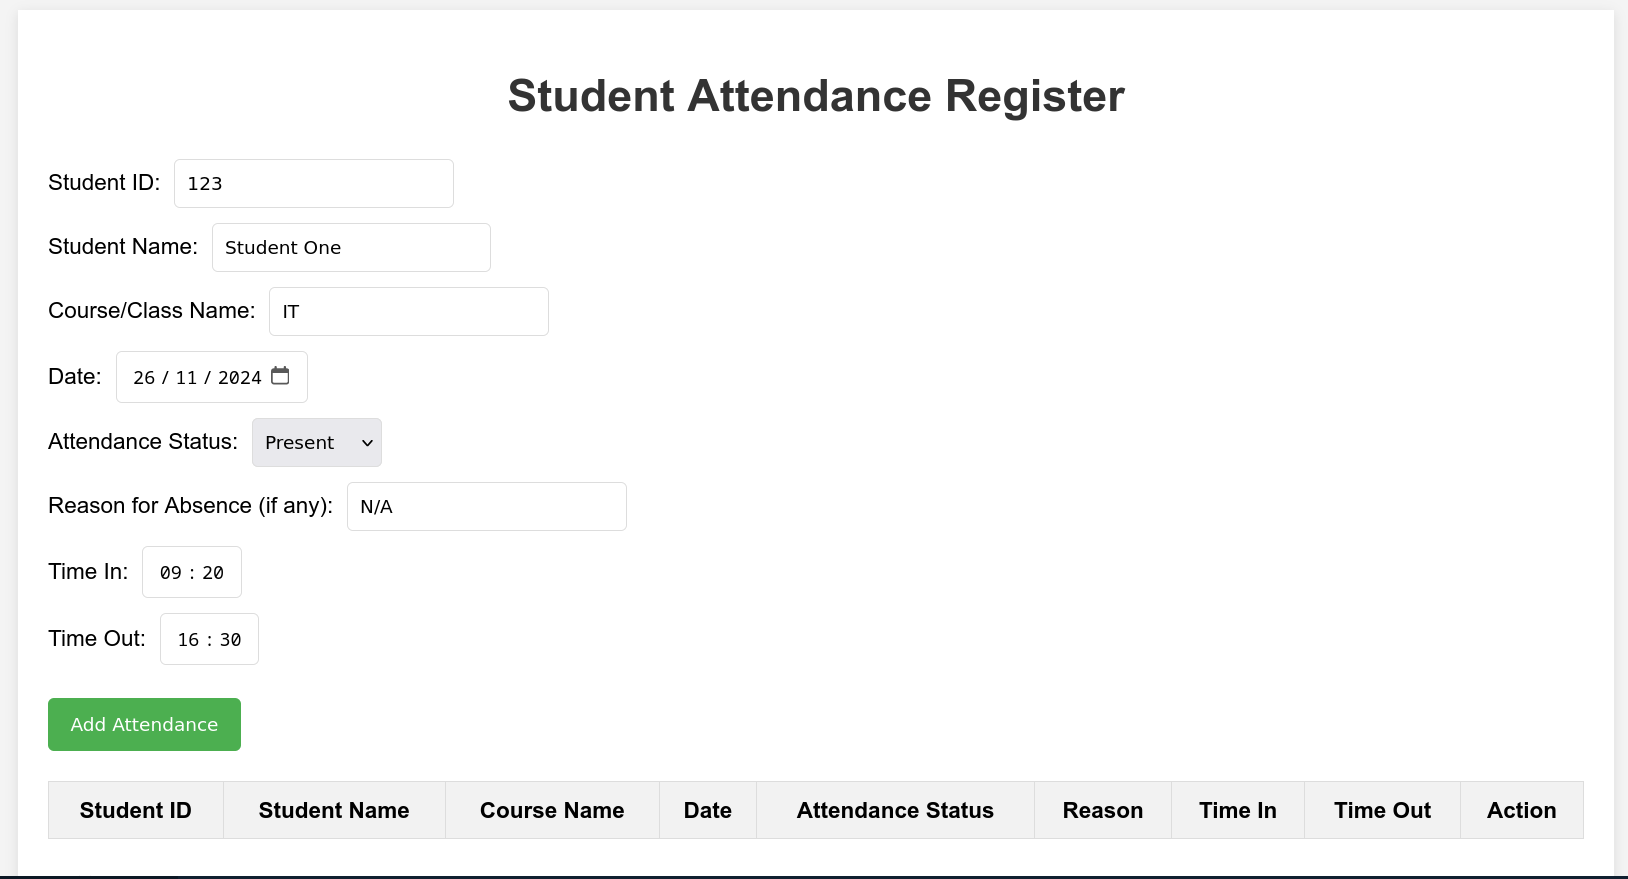 Student Attendance Register
Student ID: 123
Student Name: Student One
Course/Class Name: IT
Date: 26 / 11 / 2024
Attendance Status: Present
Reason for Absence (if any): N/A
Time In: 09 : 20
Time Out: 16 : 30
Add Attendance
Student ID Student Name Course Name Date Attendance Status Reason Time In Time Out Action